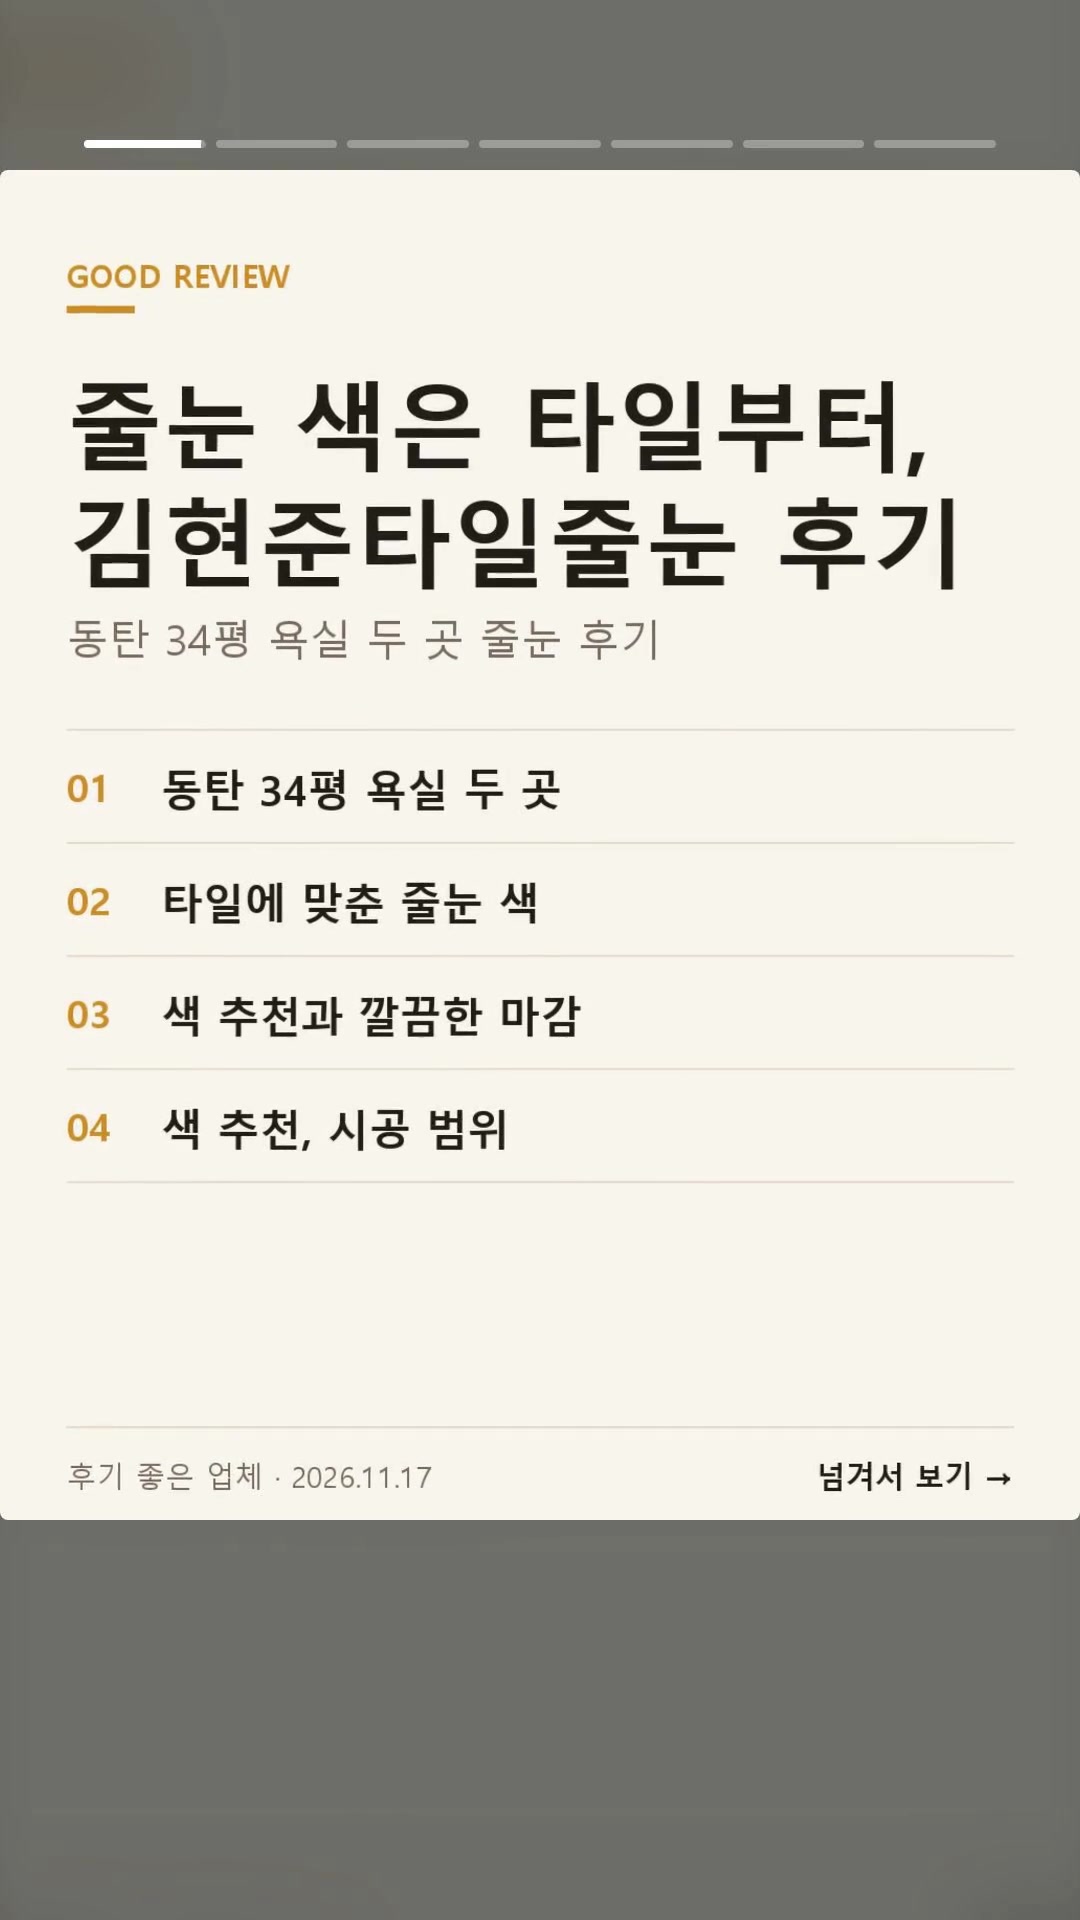 GOOD REVIEW
줄눈 색은 타일부터,
김현준타일줄눈 후기
동탄 34평 욕실 두 곳 줄눈 후기
01 동탄 34평 욕실 두 곳
02 타일에 맞춘 줄눈 색
03 색 추천과 깔끔한 마감
04 색 추천, 시공 범위
후기 좋은 업체 · 2026.11.17 넘겨서 보기 →